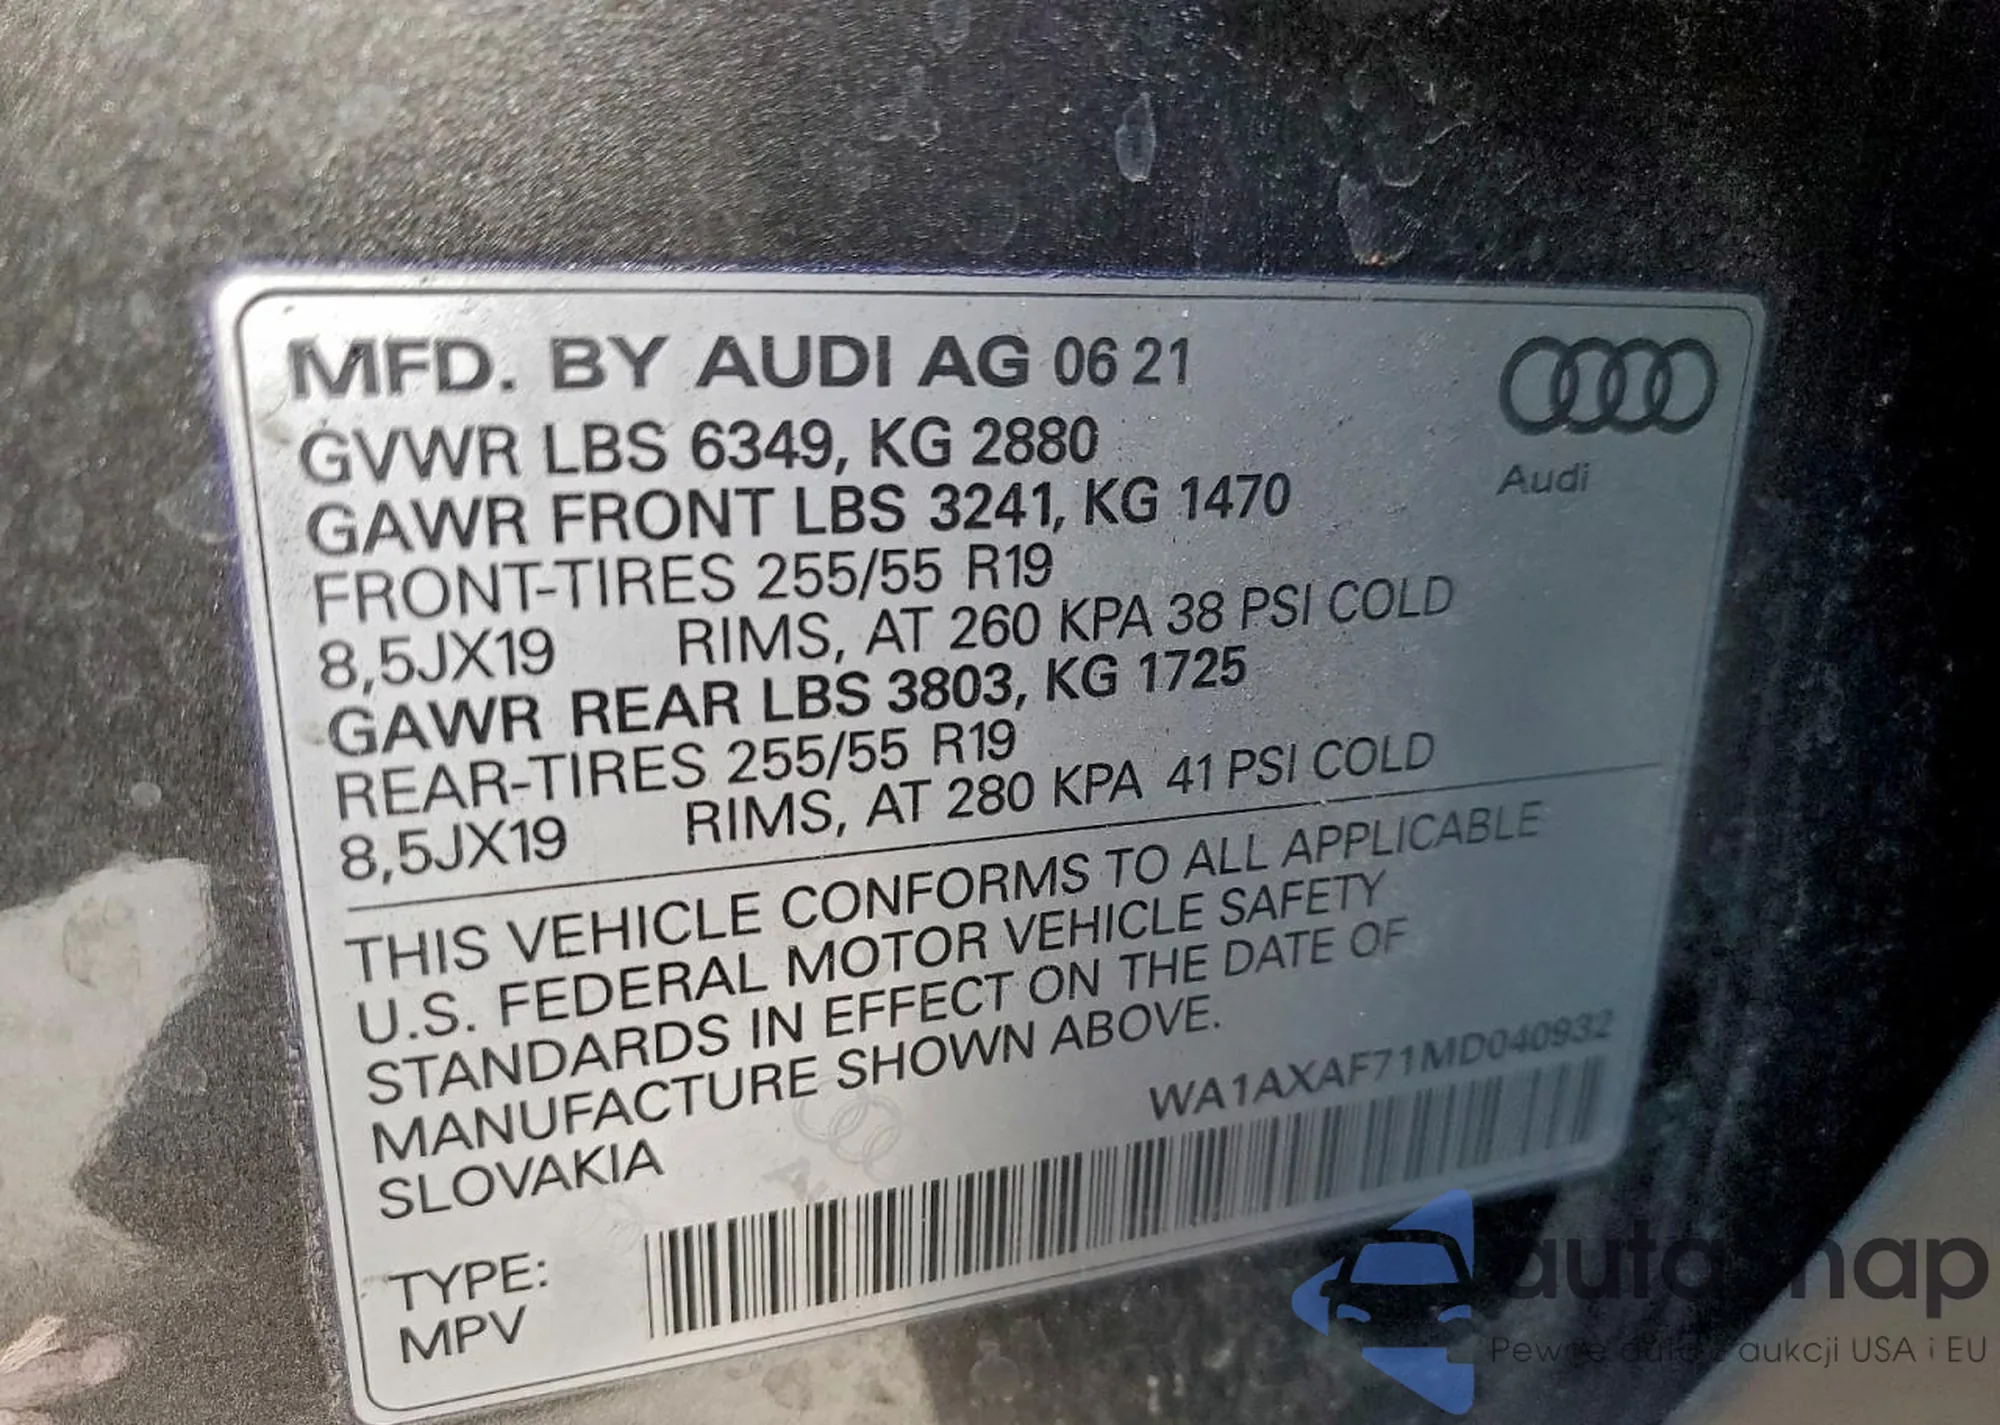 MFD. BY AUDI AG 06 21
GVWR LBS 6349, KG 2880
GAWR FRONT LBS 3241, KG 1470
FRONT-TIRES 255/55 R19
8,5JX19 RIMS, AT 260 KPA 38 PSI COLD
GAWR REAR LBS 3803, KG 1725
REAR-TIRES 255/55 R19
8,5JX19 RIMS, AT 280 KPA 41 PSI COLD
Audi
THIS VEHICLE CONFORMS TO ALL APPLICABLE
U.S. FEDERAL MOTOR VEHICLE SAFETY
STANDARDS IN EFFECT ON THE DATE OF
MANUFACTURE SHOWN ABOVE.
SLOVAKIA
WA1AXAF71MD040932
TYPE:
MPV
autosnap
Pewne auta z aukcji USA i EU